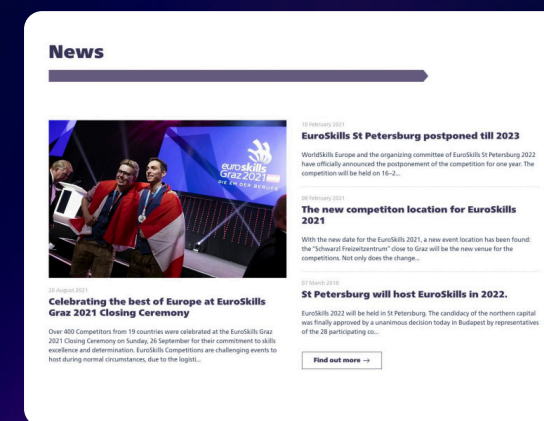 News
euroskills
Graz2021
DIE EM DER BERUFE
26 August 2021
Celebrating the best of Europe at EuroSkills
Graz 2021 Closing Ceremony
Over 400 Competitors from 19 countries were celebrated at the EuroSkills Graz
2021 Closing Ceremony on Sunday, 26 September for their commitment to skills
excellence and determination. EuroSkills Competitions are challenging events to
host during normal circumstances, due to the logisti...
10 February 2021
EuroSkills St Petersburg postponed till 2023
WorldSkills Europe and the organizing committee of EuroSkills St Petersburg 2022
have officially announced the postponement of the competition for one year. The
competition will be held on 16–2...
09 February 2021
The new competiton location for EuroSkills
2021
With the new date for the EuroSkills 2021, a new event location has been found:
the "Schwarzl Freizeitzentrum" close to Graz will be the new venue for the
competitions. Not only does the change...
07 March 2018
St Petersburg will host EuroSkills in 2022.
EuroSkills 2022 will be held in St Petersburg. The candidacy of the northern capital
was finally approved by a unanimous decision today in Budapest by representatives
of the 28 participating co...
Find out more →